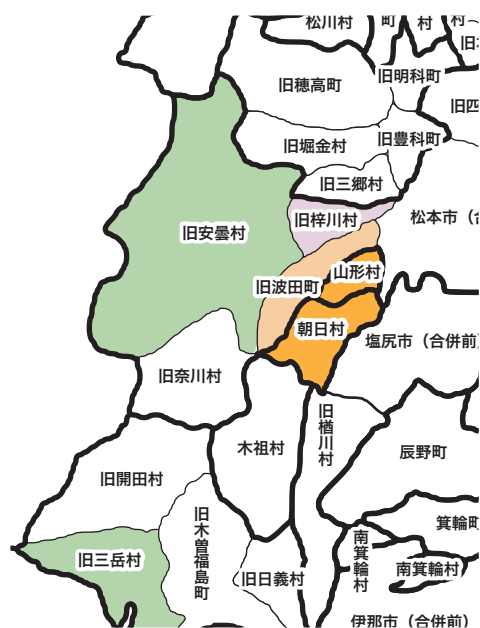 松川村
町
村
村
旧穂高町
旧明科町
旧四
旧堀金村
旧豊科町
旧三郷村
旧梓川村
松本市（合
旧安曇村
山形村
旧波田町
朝日村
塩尻市（合併前）
旧奈川村
旧楢川村
木祖村
辰野町
旧開田村
旧木曽福島町
箕輪町
南箕輪村
南箕輪村
旧三岳村
旧日義村
伊那市（合併前）